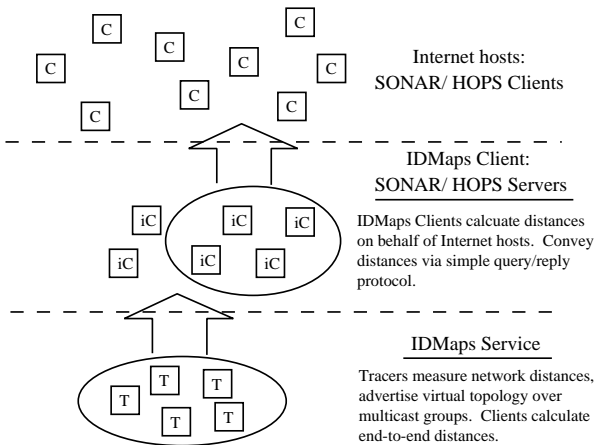 C
C
C
C
C
C
C
C
C
Internet hosts:
SONAR/ HOPS Clients
IDMaps Client:
SONAR/ HOPS Servers
iC
iC
iC
iC
iC
iC
IDMaps Clients calcuate distances
on behalf of Internet hosts.  Convey
distances via simple query/reply
protocol.
IDMaps Service
T
T
T
T
T
Tracers measure network distances,
advertise virtual topology over
multicast groups.  Clients calculate
end-to-end distances.